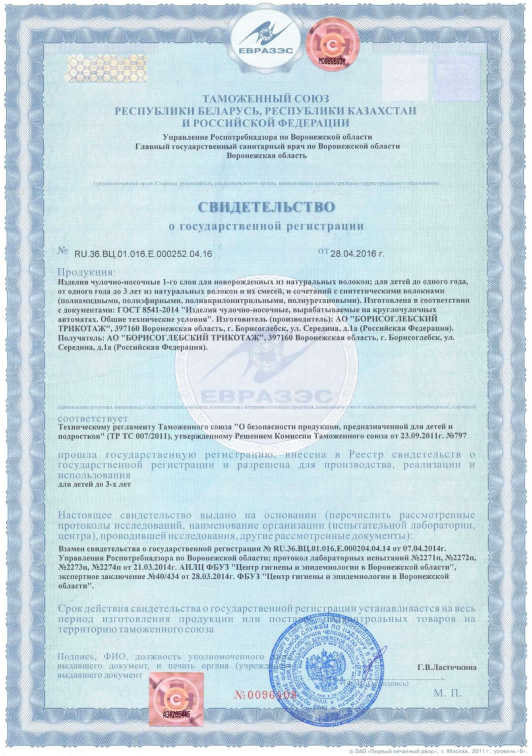 ЕВРАЗЭС
ТАМОЖЕННЫЙ СОЮЗ
РЕСПУБЛИКИ БЕЛАРУСЬ, РЕСПУБЛИКИ КАЗАХСТАН
И РОССИЙСКОЙ ФЕДЕРАЦИИ
Управление Роспотребнадзора по Воронежской области
Главный государственный санитарный врач по Воронежской области
Воронежская область
(уполномоченный орган Стороны, руководитель уполномоченного органа, наименование административно-территориального образования)
СВИДЕТЕЛЬСТВО
о государственной регистрации
№ RU.36.ВЦ.01.016.Е.000252.04.16 от 28.04.2016 г.
Продукция:
Изделия чулочно-носочные 1-го слоя для новорожденных из натуральных волокон; для детей до одного года,
от одного года до 3 лет из натуральных волокон и их смесей, и сочетаний с синтетическими волокнами
(полиамидными, полиэфирными, полиакрилонитрильными, полиуретановыми). Изготовлена в соответствии
с документами: ГОСТ 8541-2014 "Изделия чулочно-носочные, вырабатываемые на круглочулочных
автоматах. Общие технические условия". Изготовитель (производитель): АО "БОРИСОГЛЕБСКИЙ
ТРИКОТАЖ", 397160 Воронежская область, г. Борисоглебск, ул. Середина, д.1а (Российская Федерация).
Получатель: АО "БОРИСОГЛЕБСКИЙ ТРИКОТАЖ", 397160 Воронежская область, г. Борисоглебск, ул.
Середина, д.1а (Российская Федерация).
ЕВРАЗЭС
соответствует
Техническому регламенту Таможенного союза "О безопасности продукции, предназначенной для детей и
подростков" (ТР ТС 007/2011), утвержденному Решением Комиссии Таможенного союза от 23.09.2011г. №797
прошла государственную регистрацию, внесена в Реестр свидетельств о
государственной регистрации и разрешена для производства, реализации и
использования
для детей до 3-х лет
Настоящее свидетельство выдано на основании (перечислить рассмотренные
протоколы исследований, наименование организации (испытательной лаборатории,
центра), проводившей исследования, другие рассмотренные документы):
Взамен свидетельства о государственной регистрации № RU.36.ВЦ.01.016.Е.000204.04.14 от 07.04.2014г.
Управления Роспотребнадзора по Воронежской области; протокол лабораторных испытаний №2271п, №2272п,
№2273п, №2274п от 21.03.2014г. АИЛЦ ФБУЗ "Центр гигиены и эпидемиологии в Воронежской области",
экспертное заключение №40/434 от 28.03.2014г. ФБУЗ "Центр гигиены и эпидемиологии в Воронежской
области".
Срок действия свидетельства о государственной регистрации устанавливается на весь
период изготовления продукции или поставок подконтрольных товаров на
территорию таможенного союза
Подпись, ФИО, должность уполномоченного
выдавшего документ, и печать органа (учреждения),
выдавшего документ
Г.В.Ласточкина
М. П.
А34265445
© ЗАО «Первый печатный двор», г. Москва, 2011г., уровень «В».